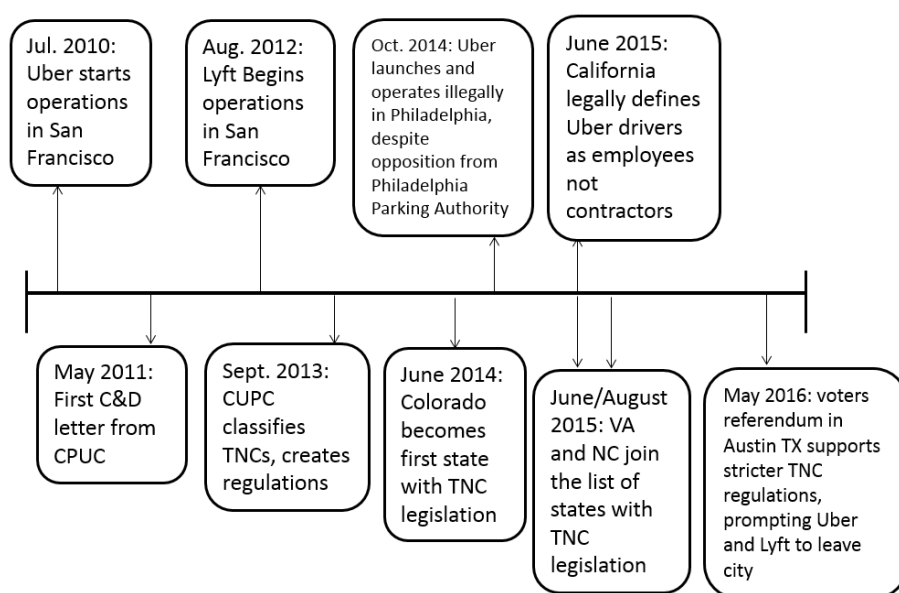 Jul. 2010:
Uber starts
operations
in San
Francisco
Aug. 2012:
Lyft Begins
operations
in San
Francisco
Oct. 2014: Uber
launches and
operates illegally
in Philadelphia,
despite
opposition from
Philadelphia
Parking Authority
June 2015:
California
legally defines
Uber drivers
as employees
not
contractors
May 2011:
First C&D
letter from
CPUC
Sept. 2013:
CUPC
classifies
TNCs, creates
regulations
June 2014:
Colorado
becomes
first state
with TNC
legislation
June/August
2015: VA
and NC join
the list of
states with
TNC
legislation
May 2016: voters
referendum in
Austin TX supports
stricter TNC
regulations,
prompting Uber
and Lyft to leave
city